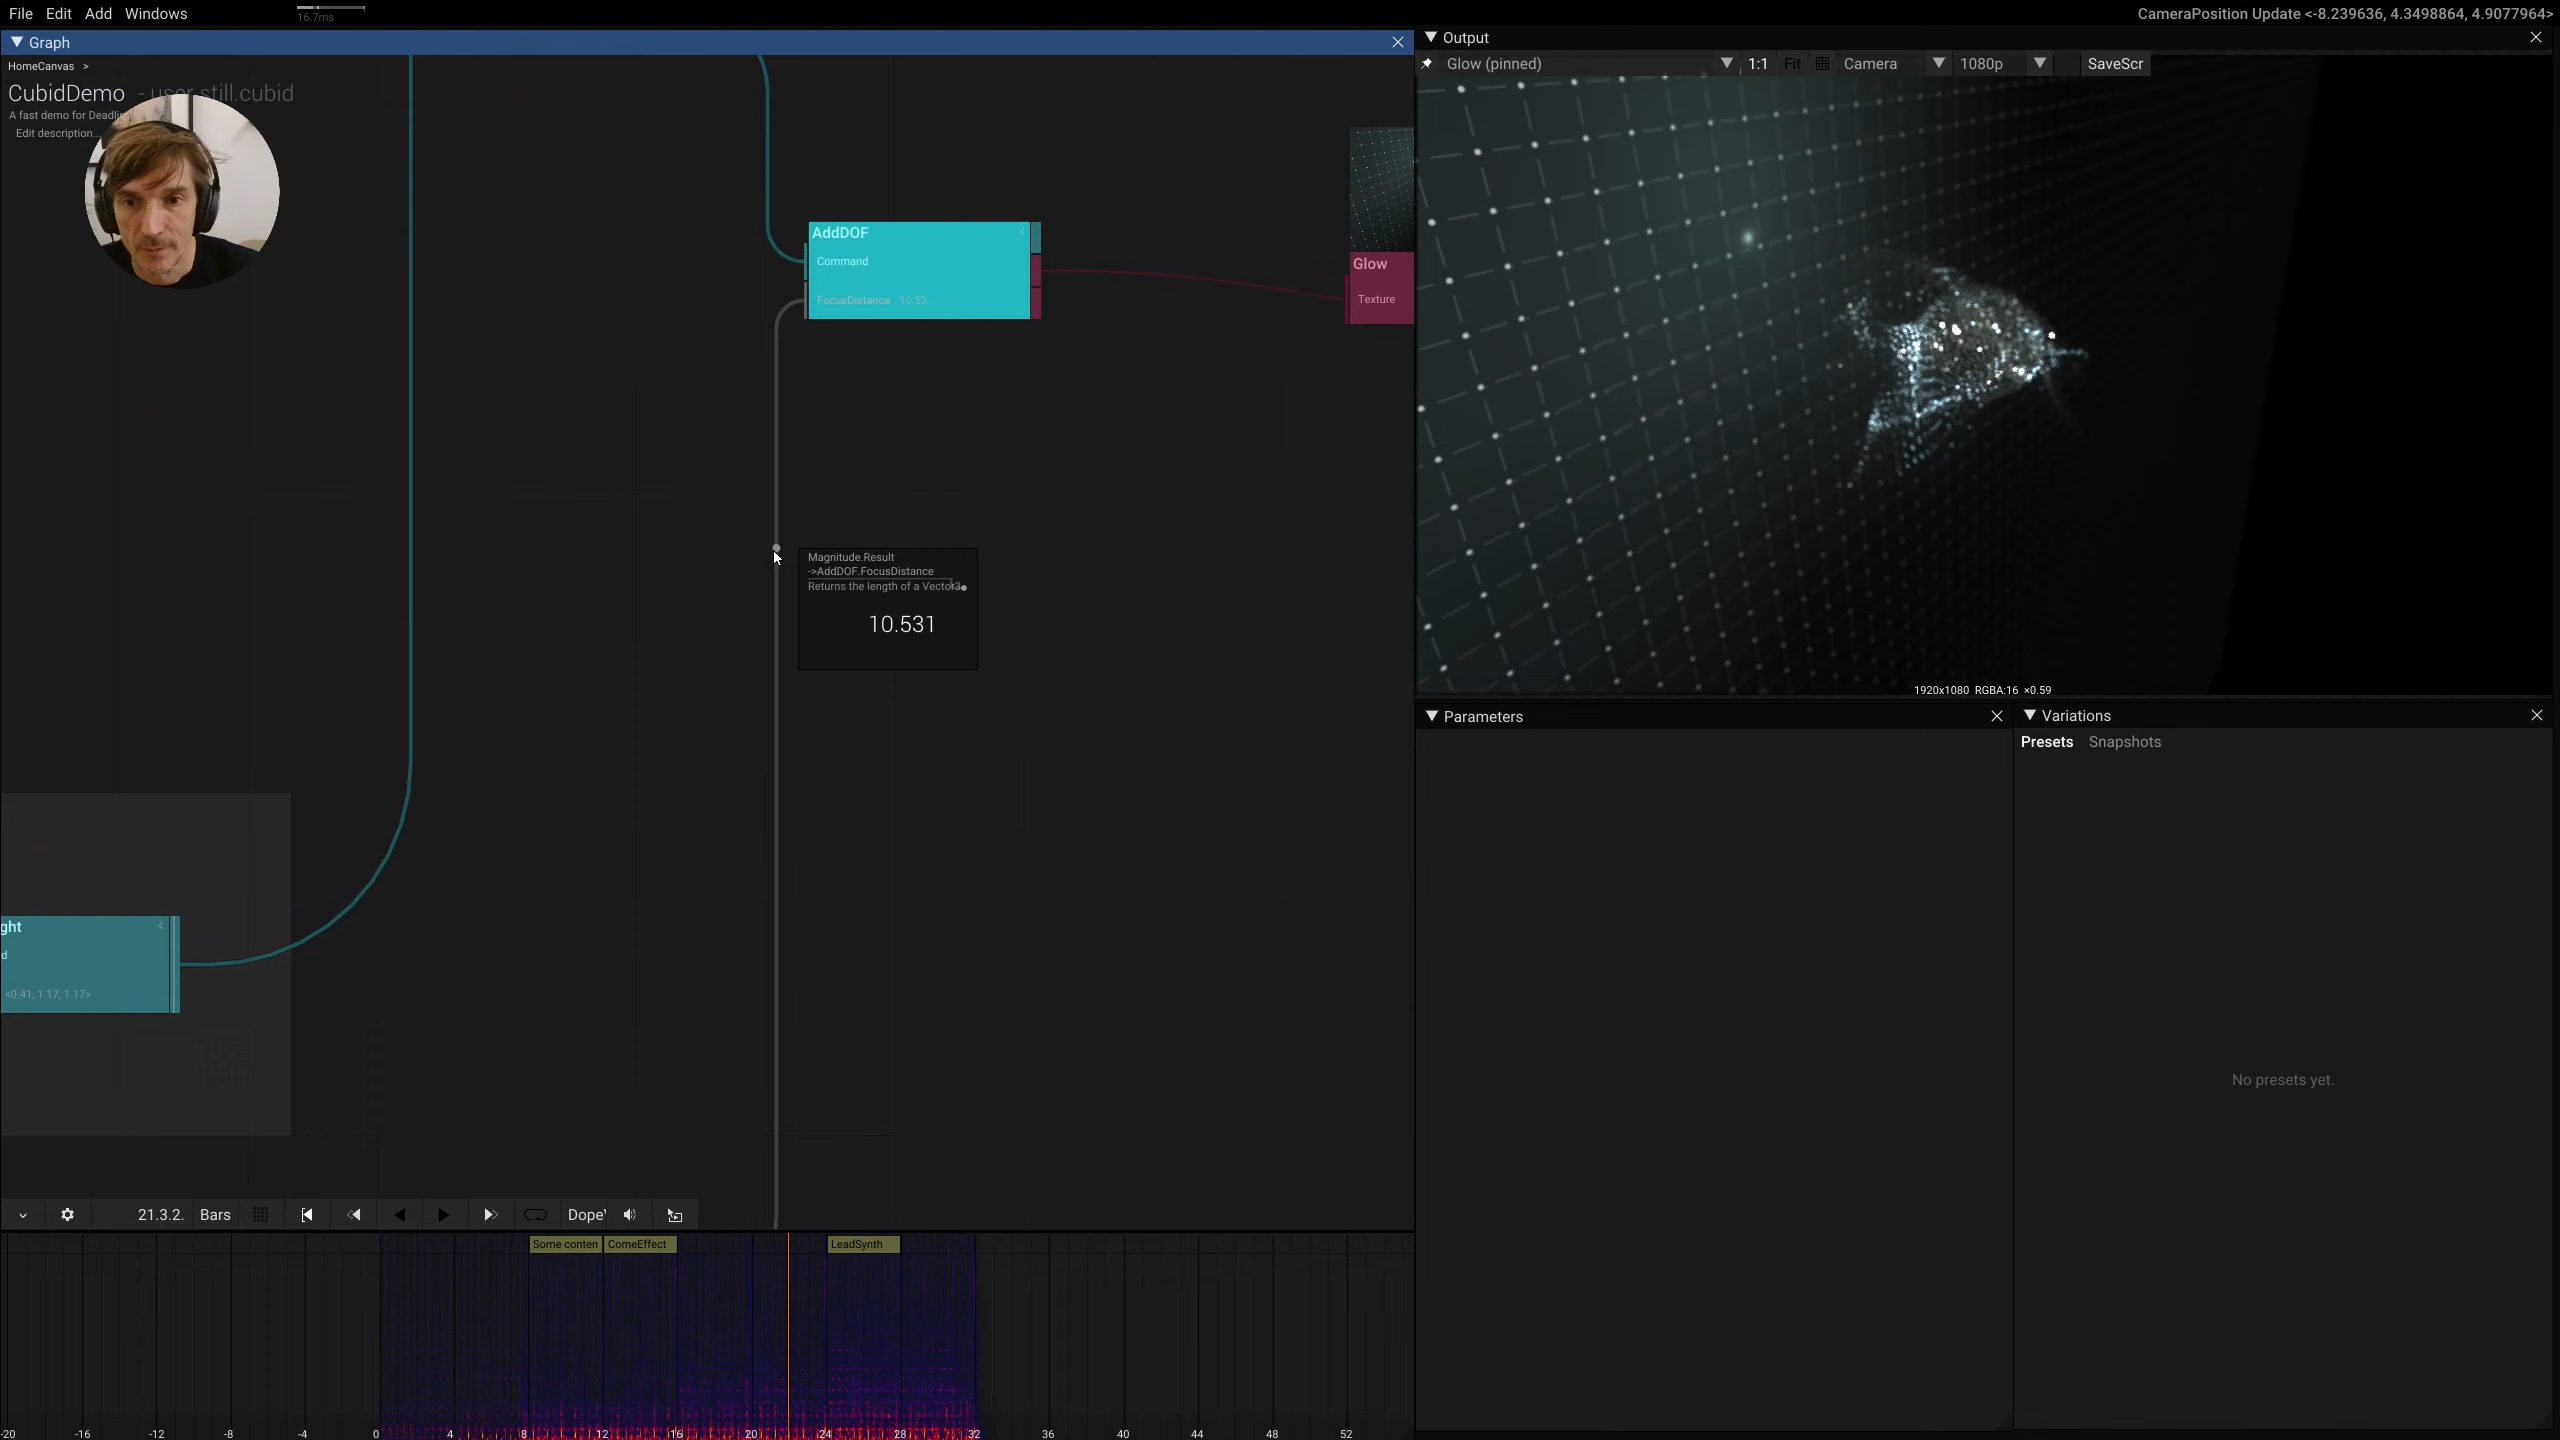 File Edit Add Windows
16.7ms
CameraPosition Update <-8.239636, 4.3498864, 4.9077964>
Graph
HomeCanvas >
CubidDemo - user.still.cubid
A fast demo for
Edit description...
AddDOF
Command
FocusDistance 10.53
Glow
Texture
Magnitude.Result
->AddDOF.FocusDistance
Returns the length of a Vector3
10.531
ght
d
<0.41, 1.17, 1.17>
21.3.2. Bars
Dope
Some conten ComeEffect LeadSynth
-20 -16 -12 -8 -4 0 4 8 12 16 20 24 28 32 36 40 44 48 52
Output
Glow (pinned) 1:1 Fit Camera 1080p SaveScr
1920x1080 RGBA:16 ×0.59
Parameters
Variations
Presets Snapshots
No presets yet.